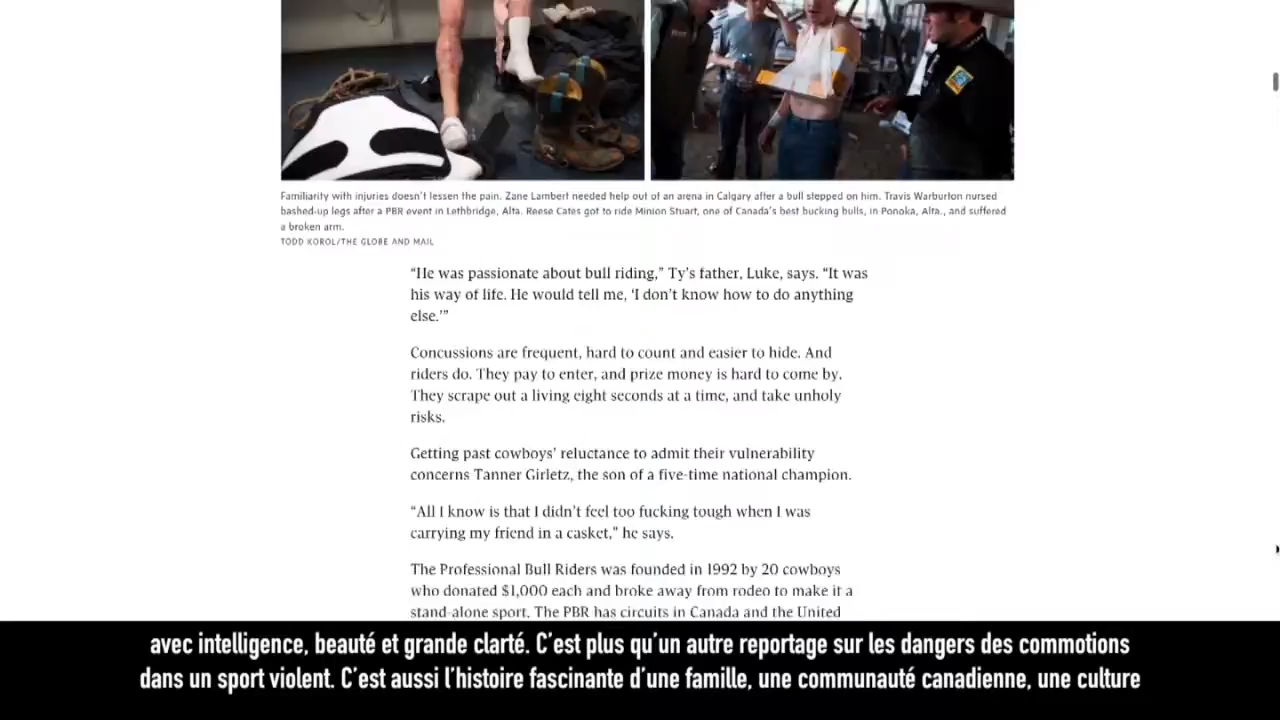 Familiarity with injuries doesn't lessen the pain. Zane Lambert needed help out of an arena in Calgary after a bull stepped on him. Travis Warburton nursed
bashed-up legs after a PBR event in Lethbridge, Alta. Reese Cates got to ride Minion Stuart, one of Canada's best bucking bulls, in Ponoka, Alta., and suffered
a broken arm.
TODD KOROL/THE GLOBE AND MAIL
“He was passionate about bull riding,” Ty’s father, Luke, says. “It was
his way of life. He would tell me, ‘I don’t know how to do anything
else.’”
Concussions are frequent, hard to count and easier to hide. And
riders do. They pay to enter, and prize money is hard to come by.
They scrape out a living eight seconds at a time, and take unholy
risks.
Getting past cowboys’ reluctance to admit their vulnerability
concerns Tanner Girletz, the son of a five-time national champion.
“All I know is that I didn’t feel too fucking tough when I was
carrying my friend in a casket,” he says.
The Professional Bull Riders was founded in 1992 by 20 cowboys
who donated $1,000 each and broke away from rodeo to make it a
stand-alone sport. The PBR has circuits in Canada and the United
avec intelligence, beauté et grande clarté. C’est plus qu’un autre reportage sur les dangers des commotions
dans un sport violent. C’est aussi l’histoire fascinante d’une famille, une communauté canadienne, une culture